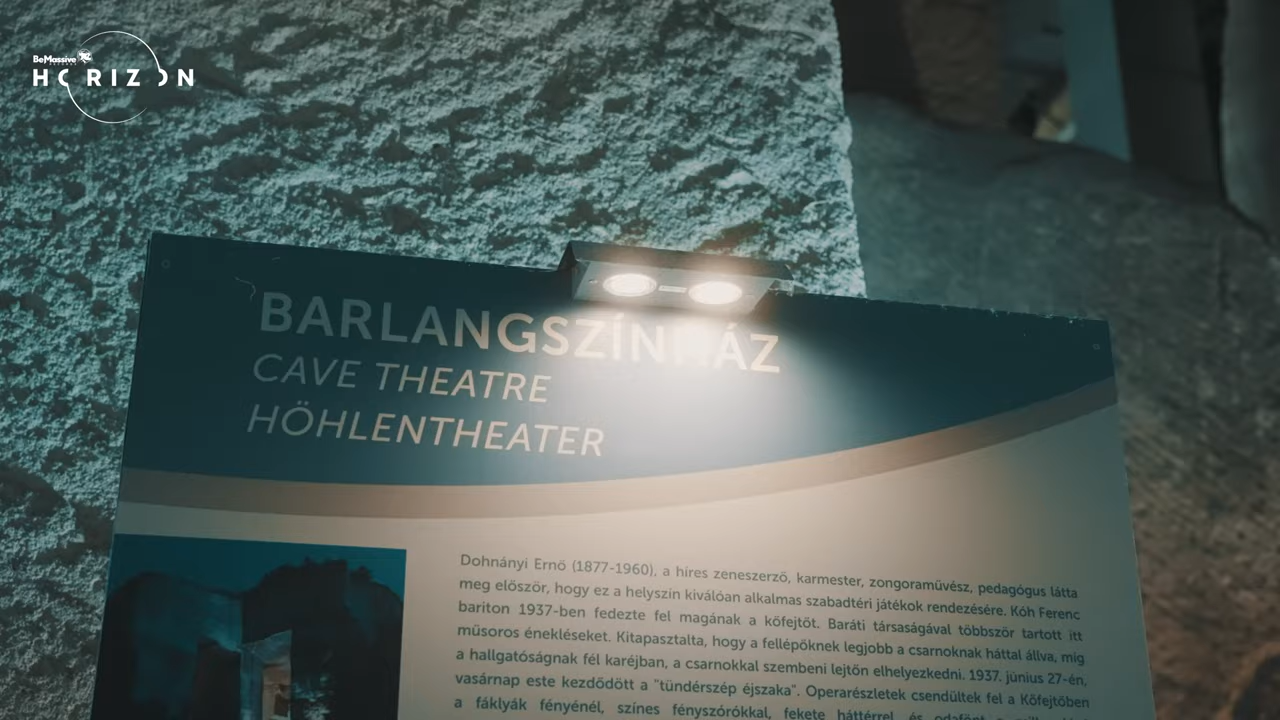 BeMassive
HORIZON
BARLANGSZÍNHÁZ
CAVE THEATRE
HÖHLENTHEATER
Dohnányi Ernő (1877-1960), a híres zeneszerző, karmester, zongoraművész, pedagógus látta
meg először, hogy ez a helyszín kiválóan alkalmas szabadtéri játékok rendezésére. Kóh Ferenc
bariton 1937-ben fedezte fel magának a kőfejtőt. Baráti társaságával többször tartott itt
műsoros énekléseket. Kitapasztalta, hogy a fellépőknek legjobb a csarnoknak háttal állva, míg
a hallgatóságnak fél karéjban, a csarnokkal szembeni lejtőn elhelyezkedni. 1937. június 27-én,
vasárnap este kezdődött a "tündérszép éjszaka". Operarészletek csendültek fel a Kőfejtőben
a fáklyák fényénél, színes fényszórókkal, fekete háttérrel és odafönt